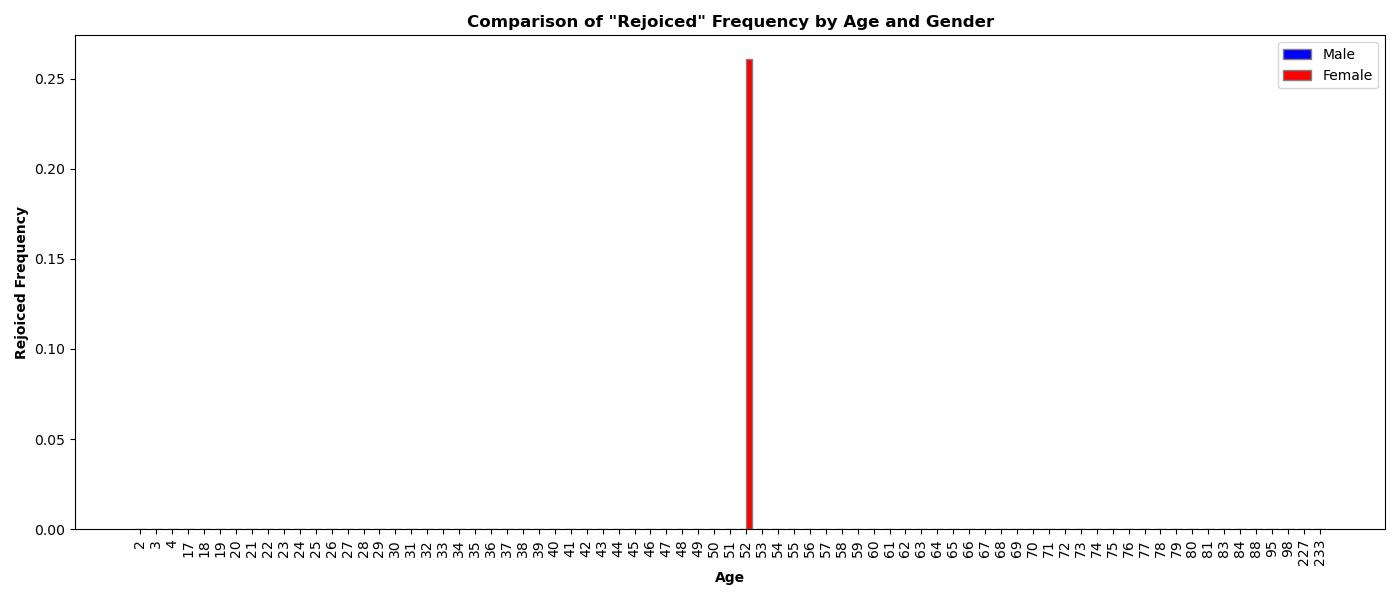 Comparison of "Rejoiced" Frequency by Age and Gender
Male
Female
Rejoiced Frequency
0.25
0.20
0.15
0.10
0.05
0.00
2 3 4 17 18 19 20 21 22 23 24 25 26 27 28 29 30 31 32 33 34 35 36 37 38 39 40 41 42 43 44 45 46 47 48 49 50 51 52 53 54 55 56 57 58 59 60 61 62 63 64 65 66 67 68 69 70 71 72 73 74 75 76 77 78 79 80 81 83 84 88 95 98 227 233
Age